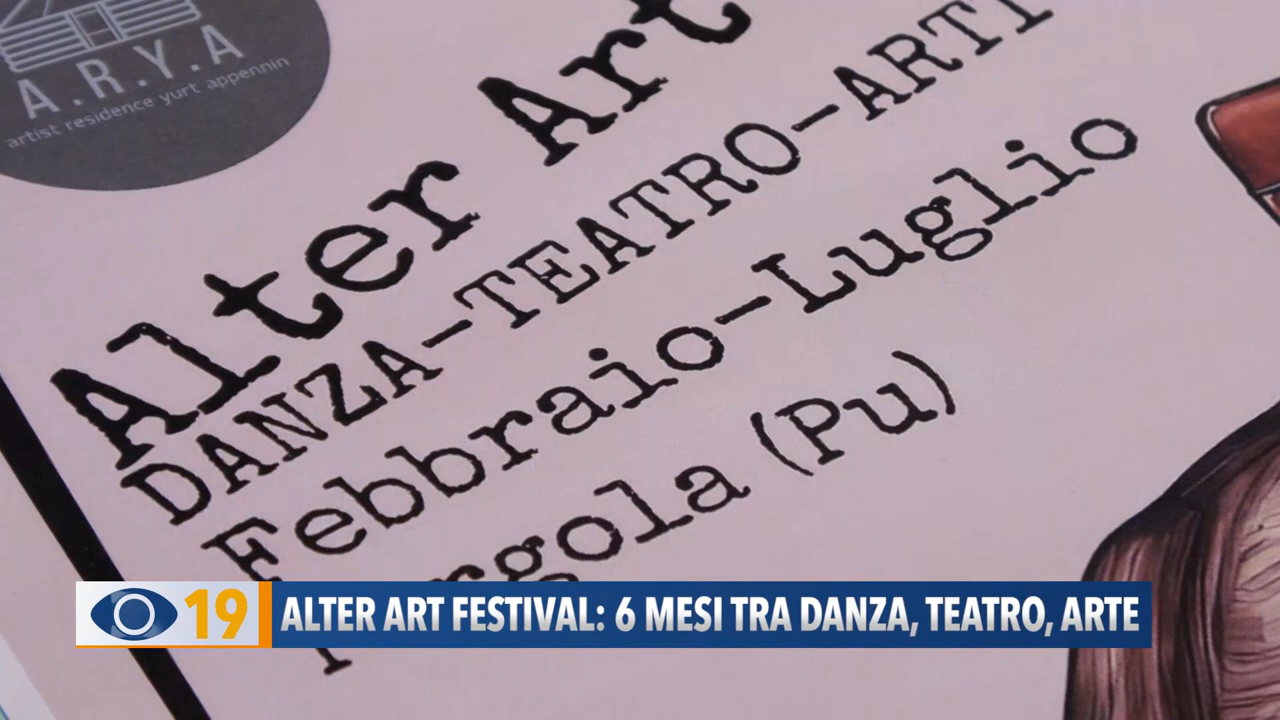 A.R.Y.A
artist residence yurt appennin
Alter Art
DANZA-TEATRO-ARTI
Febbraio-Luglio
(Pu)
19 ALTER ART FESTIVAL: 6 MESI TRA DANZA, TEATRO, ARTE